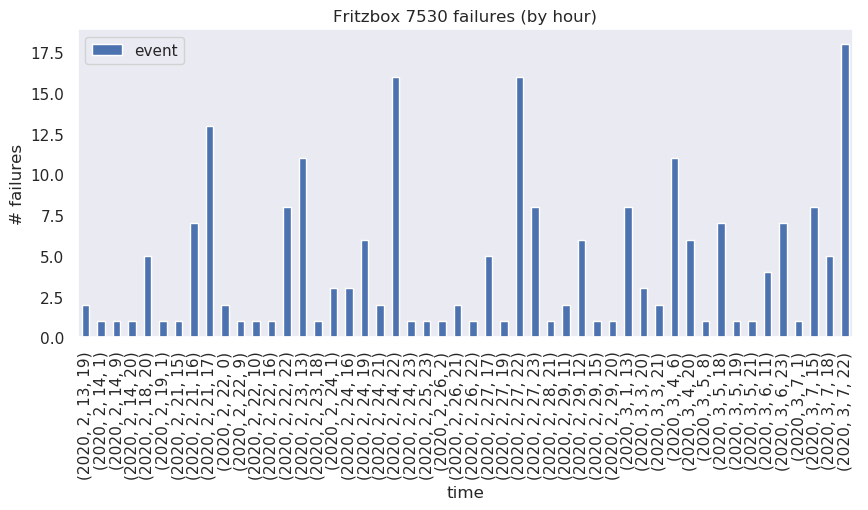 Fritzbox 7530 failures (by hour)
event
# failures
17.5
15.0
12.5
10.0
7.5
5.0
2.5
0.0
(2020, 2, 13, 19)
(2020, 2, 14, 1)
(2020, 2, 14, 9)
(2020, 2, 14, 20)
(2020, 2, 18, 20)
(2020, 2, 19, 1)
(2020, 2, 21, 15)
(2020, 2, 21, 16)
(2020, 2, 21, 17)
(2020, 2, 22, 0)
(2020, 2, 22, 9)
(2020, 2, 22, 10)
(2020, 2, 22, 16)
(2020, 2, 22, 22)
(2020, 2, 23, 13)
(2020, 2, 23, 18)
(2020, 2, 24, 1)
(2020, 2, 24, 16)
(2020, 2, 24, 19)
(2020, 2, 24, 21)
(2020, 2, 24, 22)
(2020, 2, 24, 23)
(2020, 2, 25, 23)
(2020, 2, 26, 2)
(2020, 2, 26, 21)
(2020, 2, 26, 22)
(2020, 2, 27, 17)
(2020, 2, 27, 19)
(2020, 2, 27, 22)
(2020, 2, 27, 23)
(2020, 2, 28, 21)
(2020, 2, 29, 11)
(2020, 2, 29, 12)
(2020, 2, 29, 15)
(2020, 2, 29, 20)
(2020, 3, 1, 13)
(2020, 3, 3, 20)
(2020, 3, 3, 21)
(2020, 3, 4, 6)
(2020, 3, 4, 20)
(2020, 3, 5, 8)
(2020, 3, 5, 18)
(2020, 3, 5, 19)
(2020, 3, 5, 21)
(2020, 3, 6, 11)
(2020, 3, 6, 23)
(2020, 3, 7, 1)
(2020, 3, 7, 15)
(2020, 3, 7, 18)
(2020, 3, 7, 22)
time